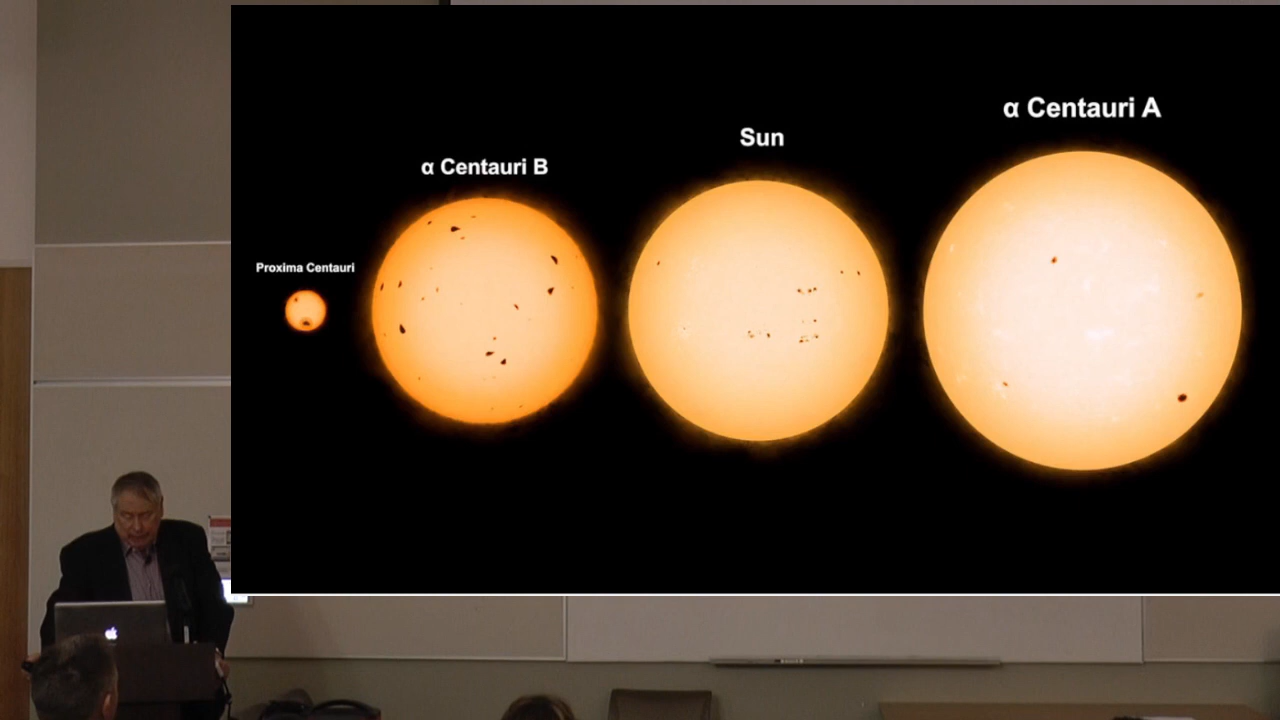 α Centauri A
Sun
α Centauri B
Proxima Centauri